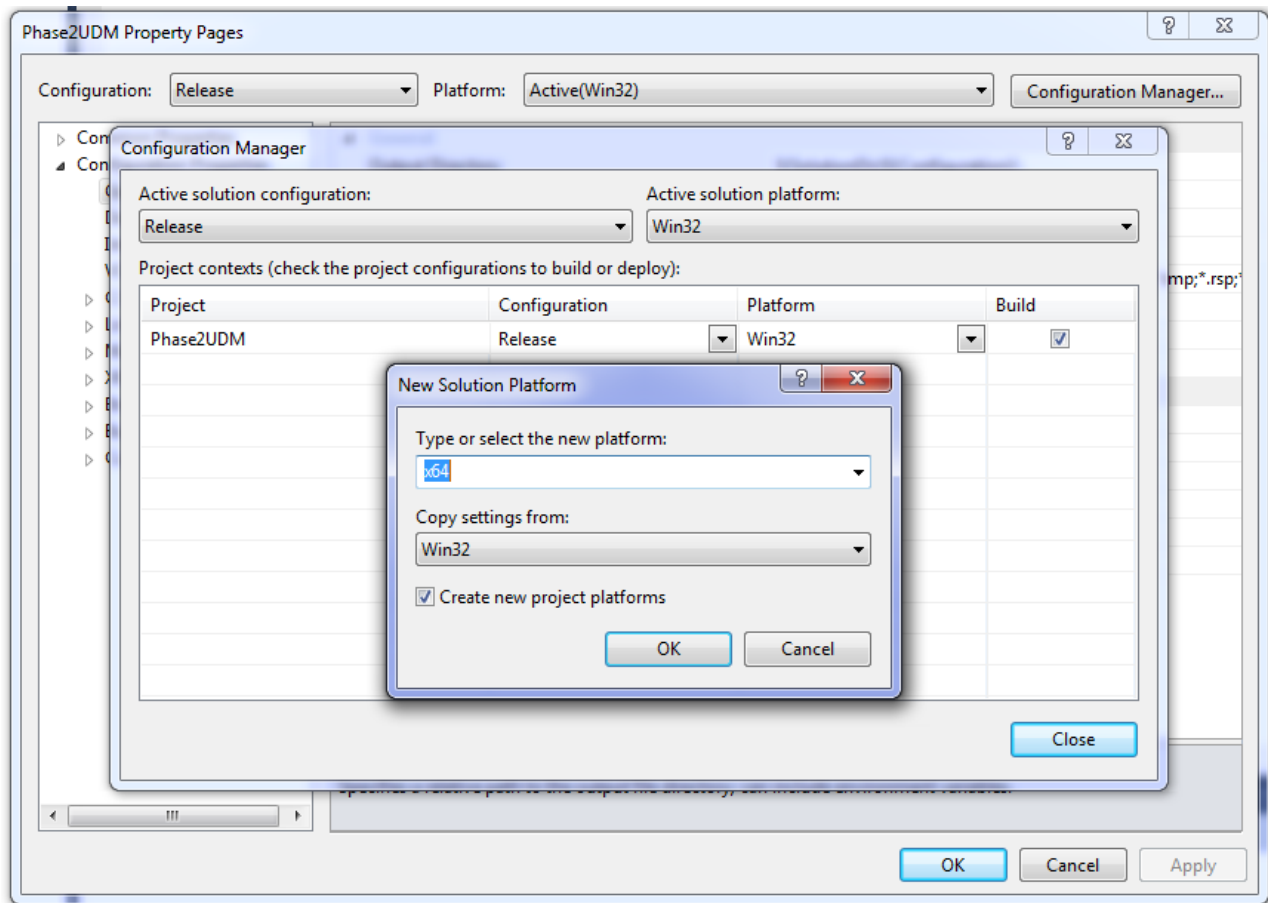 Phase2UDM Property Pages
Configuration: Release Platform: Active(Win32) Configuration Manager...
Configuration Manager
Active solution configuration: Active solution platform:
Release Win32
Project contexts (check the project configurations to build or deploy):
mp;*.rsp;*
Project Configuration Platform Build
Phase2UDM Release Win32
New Solution Platform
Type or select the new platform:
x64
Copy settings from:
Win32
Create new project platforms
OK Cancel
Close
OK Cancel Apply